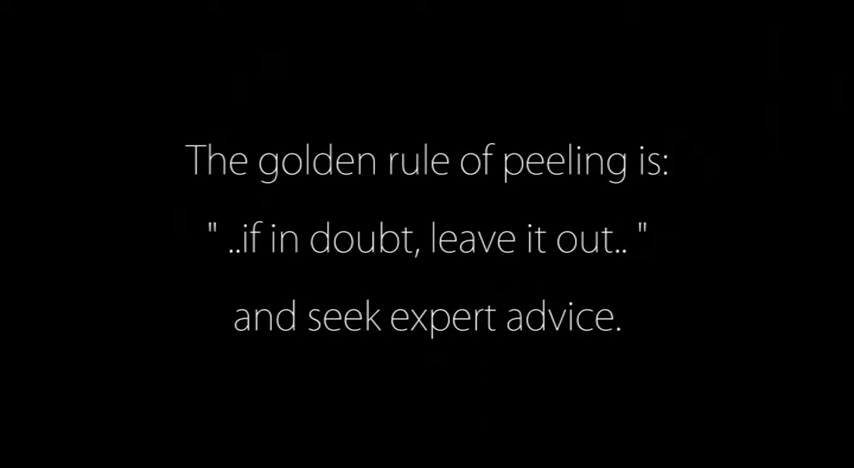 The golden rule of peeling is:
" ..if in doubt, leave it out.. "
and seek expert advice.